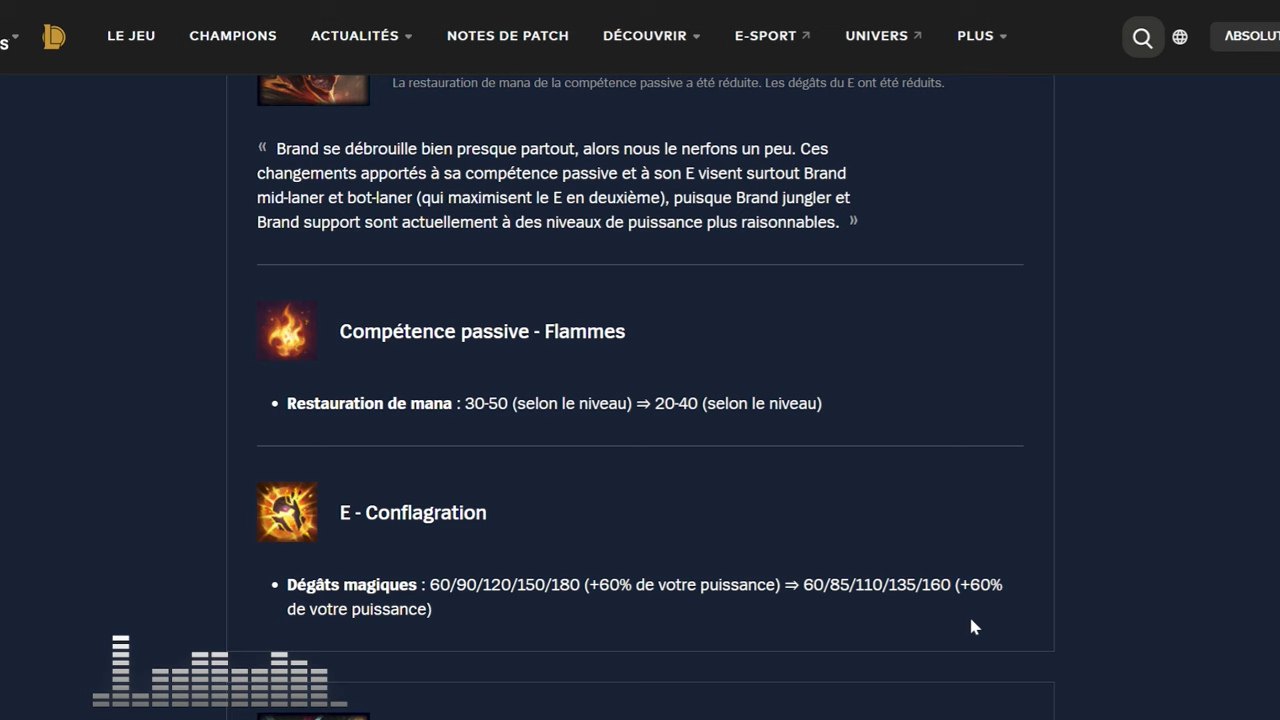 S
LE JEU CHAMPIONS ACTUALITÉS NOTES DE PATCH DÉCOUVRIR E-SPORT UNIVERS PLUS ABSOLUT
La restauration de mana de la compétence passive a été réduite. Les dégâts du E ont été réduits.
« Brand se débrouille bien presque partout, alors nous le nerfons un peu. Ces
changements apportés à sa compétence passive et à son E visent surtout Brand
mid-laner et bot-laner (qui maximisent le E en deuxième), puisque Brand jungler et
Brand support sont actuellement à des niveaux de puissance plus raisonnables. »
Compétence passive - Flammes
• Restauration de mana : 30-50 (selon le niveau) ⇒ 20-40 (selon le niveau)
E - Conflagration
• Dégâts magiques : 60/90/120/150/180 (+60% de votre puissance) ⇒ 60/85/110/135/160 (+60%
de votre puissance)